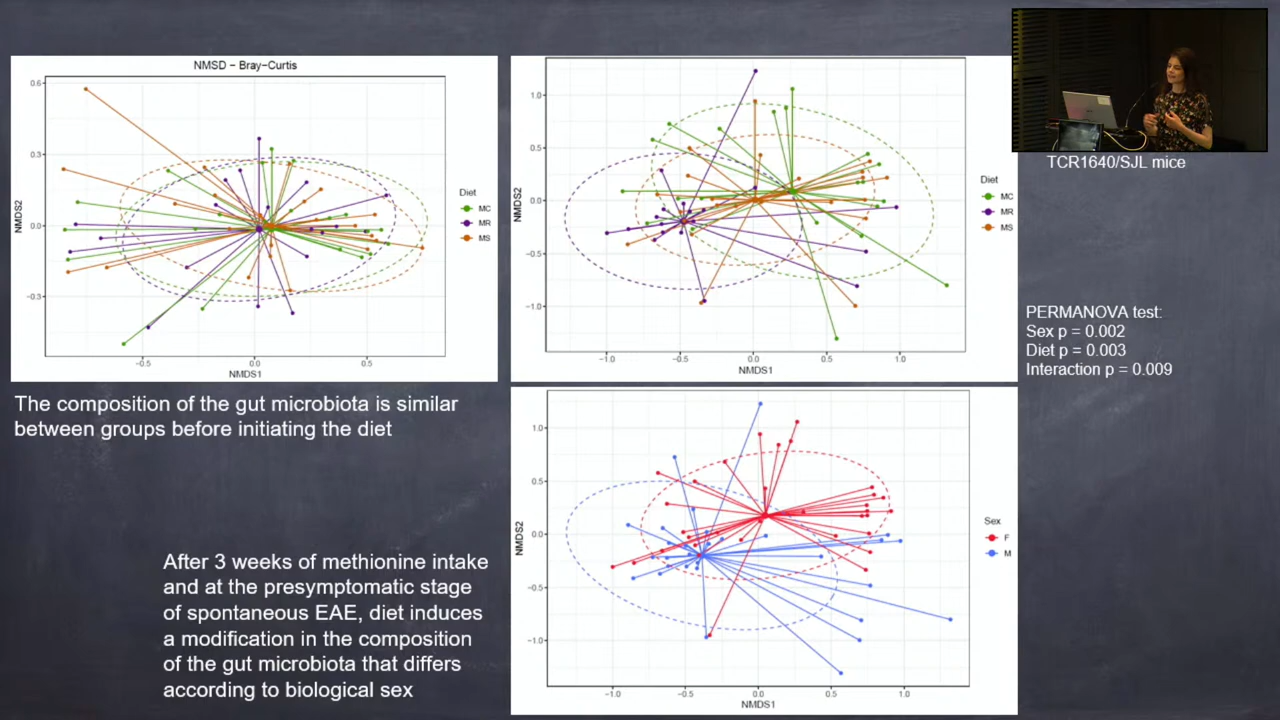 NMSD − Bray−Curtis
0.6
0.3
0.0
−0.3
NMDS2
−0.5
0.0
0.5
NMDS1
Diet
MC
MR
MS
1.0
0.5
0.0
−0.5
−1.0
NMDS2
−1.0
−0.5
0.0
0.5
1.0
NMDS1
Diet
MC
MR
MS
TCR1640/SJL mice
PERMANOVA test:
Sex p = 0.002
Diet p = 0.003
Interaction p = 0.009
The composition of the gut microbiota is similar
between groups before initiating the diet
After 3 weeks of methionine intake
and at the presymptomatic stage
of spontaneous EAE, diet induces
a modification in the composition
of the gut microbiota that differs
according to biological sex
1.0
0.5
0.0
−0.5
−1.0
NMDS2
−1.0
−0.5
0.0
0.5
1.0
NMDS1
Sex
F
M